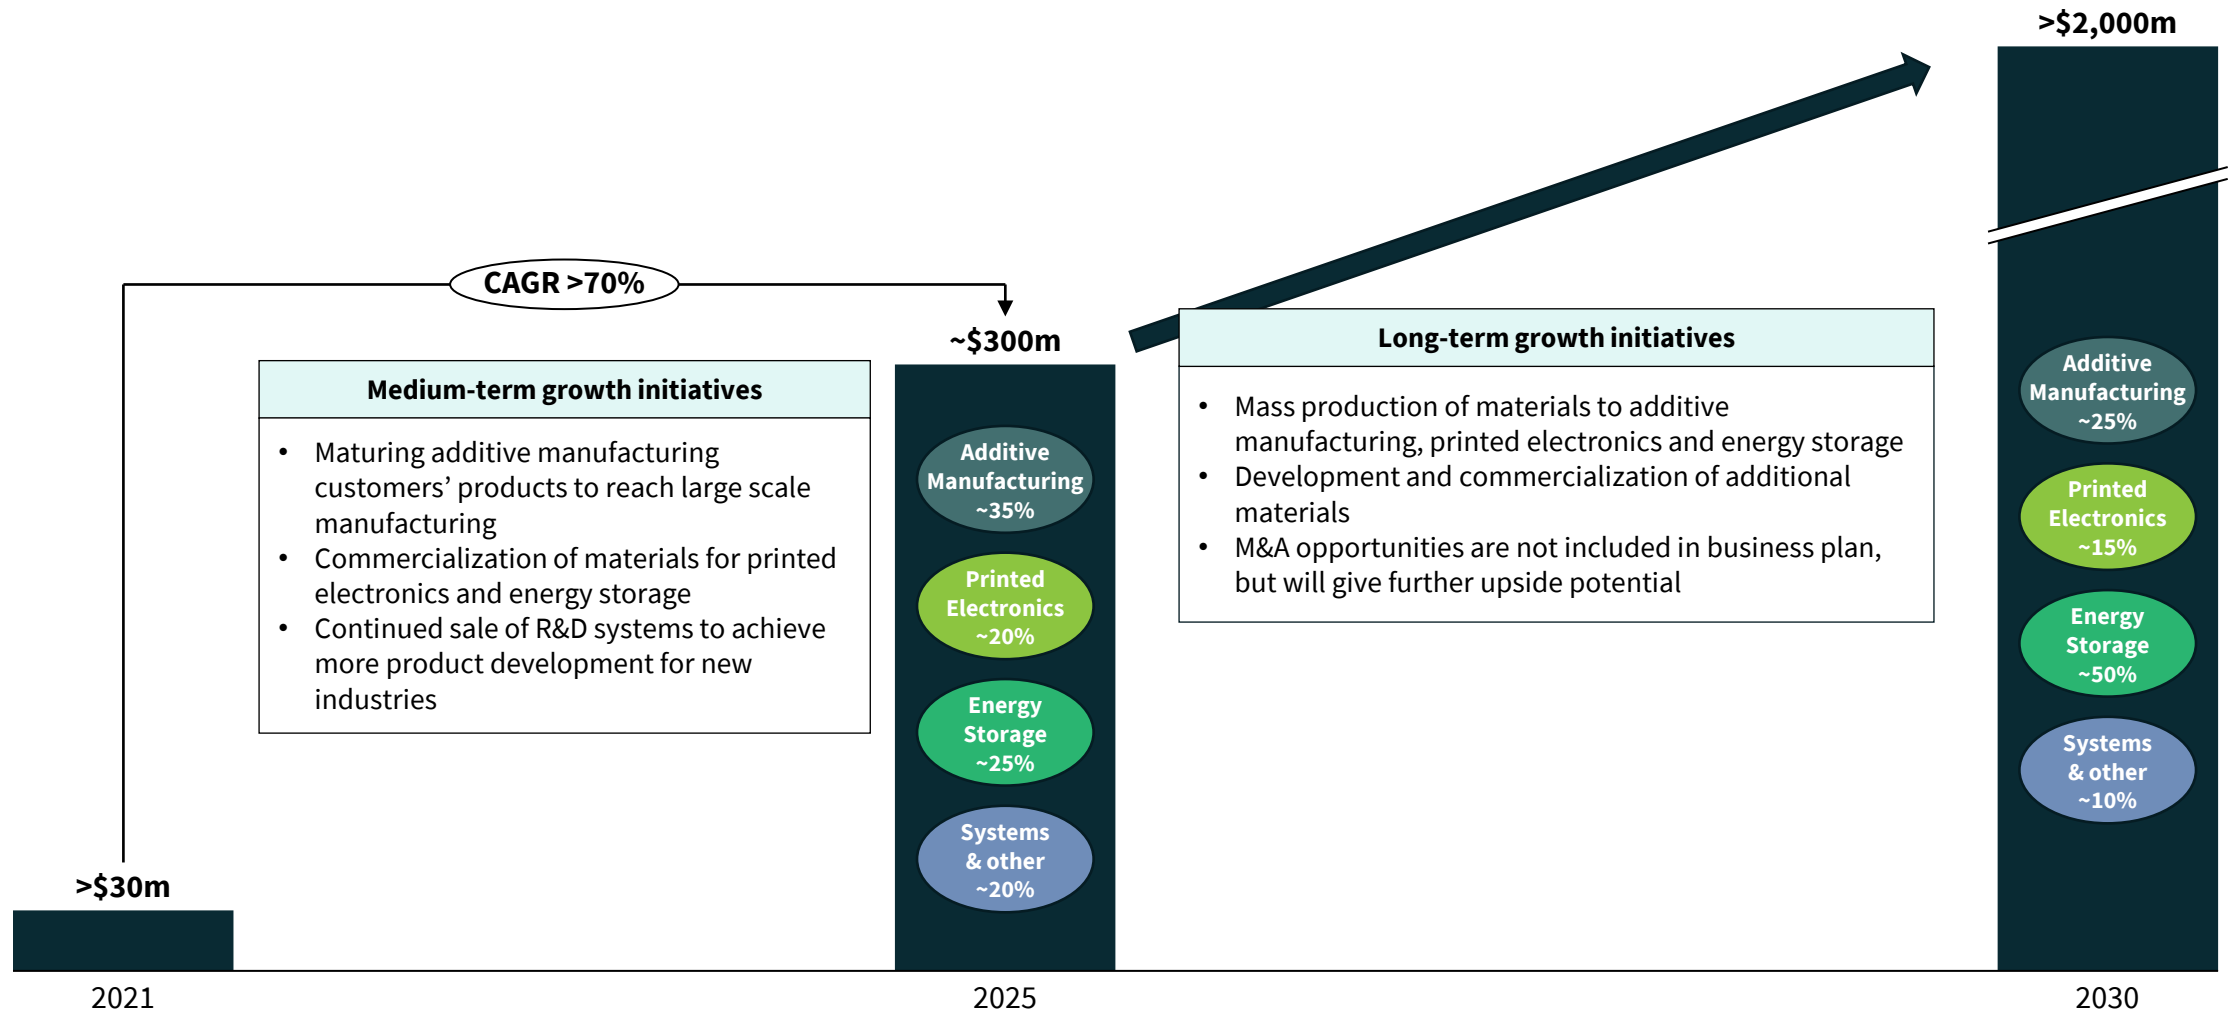 >$2,000m
CAGR >70%
~$300m
>$30m
Medium-term growth initiatives
• Maturing additive manufacturing
customers’ products to reach large scale
manufacturing
• Commercialization of materials for printed
electronics and energy storage
• Continued sale of R&D systems to achieve
more product development for new
industries
Additive
Manufacturing
~35%
Printed
Electronics
~20%
Energy
Storage
~25%
Systems
& other
~20%
Long-term growth initiatives
• Mass production of materials to additive
manufacturing, printed electronics and energy storage
• Development and commercialization of additional
materials
• M&A opportunities are not included in business plan,
but will give further upside potential
Additive
Manufacturing
~25%
Printed
Electronics
~15%
Energy
Storage
~50%
Systems
& other
~10%
2021
2025
2030